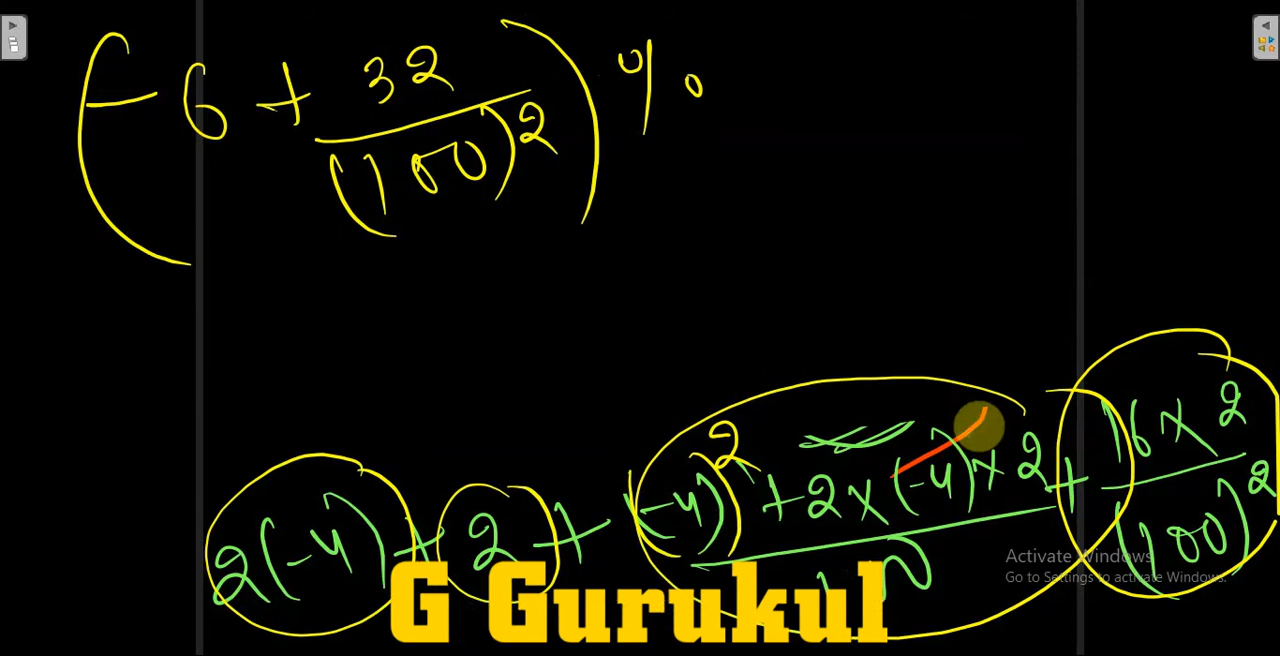 (-6 + 32/(100)^2) %
2(-4) + 2 + ((-4)^2 + 2 x (-4) x 2)/100 + (16 x 2)/(100)^2
Activate Windows
Go to Settings to activate Windows.
G Gurukul